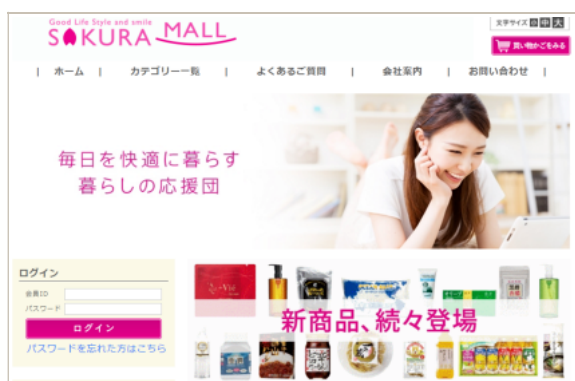 Good Life Style and smile
SAKURA MALL
文字サイズ 小 中 大
買い物かごをみる
| ホーム | カテゴリー一覧 | よくあるご質問 | 会社案内 | お問い合わせ |
毎日を快適に暮らす
暮らしの応援団
ログイン
会員ID
パスワード
ログイン
パスワードを忘れた方はこちら
新商品、続々登場